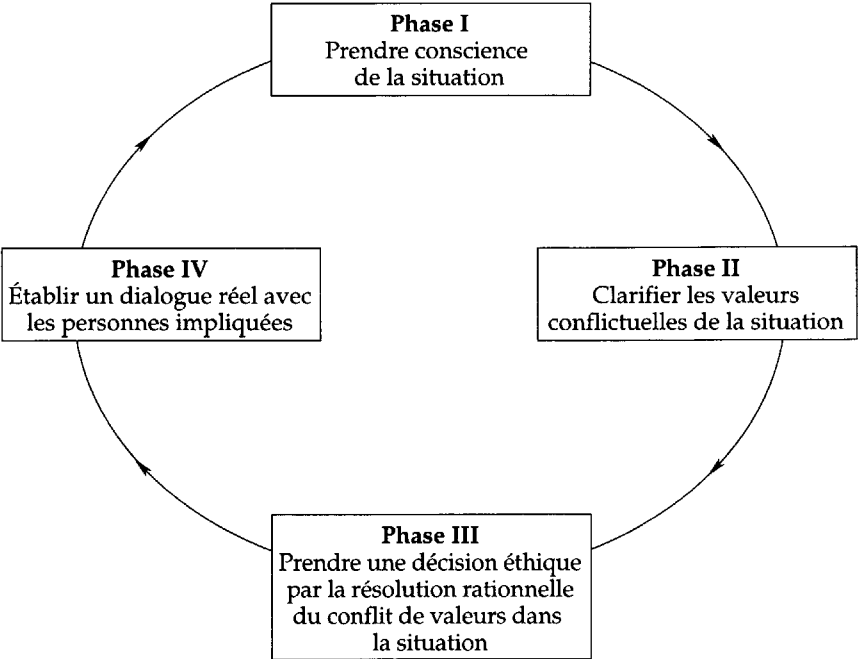 Phase I
Prendre conscience
de la situation
Phase II
Clarifier les valeurs
conflictuelles de la situation
Phase III
Prendre une décision éthique
par la résolution rationnelle
du conflit de valeurs dans
la situation
Phase IV
Établir un dialogue réel avec
les personnes impliquées